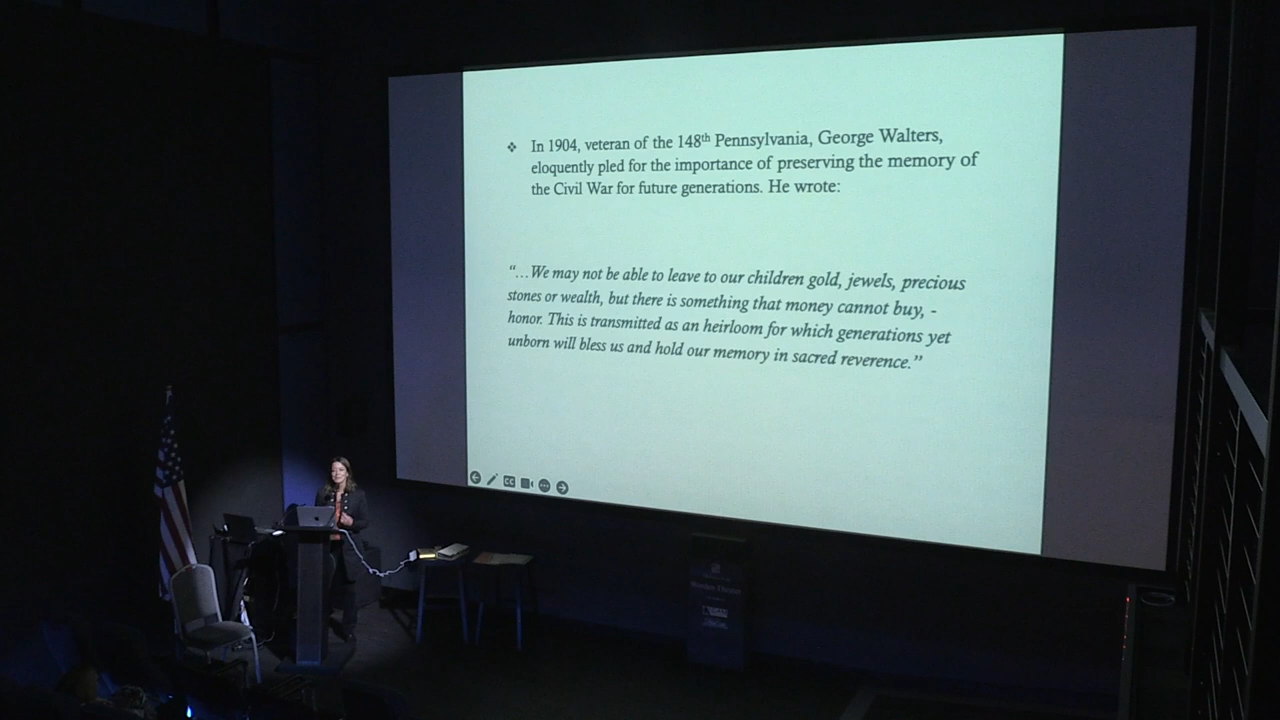 ❖ In 1904, veteran of the 148th Pennsylvania, George Walters,
eloquently pled for the importance of preserving the memory of
the Civil War for future generations. He wrote:
“…We may not be able to leave to our children gold, jewels, precious
stones or wealth, but there is something that money cannot buy, -
honor. This is transmitted as an heirloom for which generations yet
unborn will bless us and hold our memory in sacred reverence.”
CC